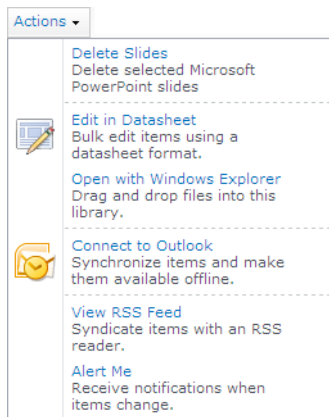 Actions
Delete Slides
Delete selected Microsoft
PowerPoint slides
Edit in Datasheet
Bulk edit items using a
datasheet format.
Open with Windows Explorer
Drag and drop files into this
library.
Connect to Outlook
Synchronize items and make
them available offline.
View RSS Feed
Syndicate items with an RSS
reader.
Alert Me
Receive notifications when
items change.